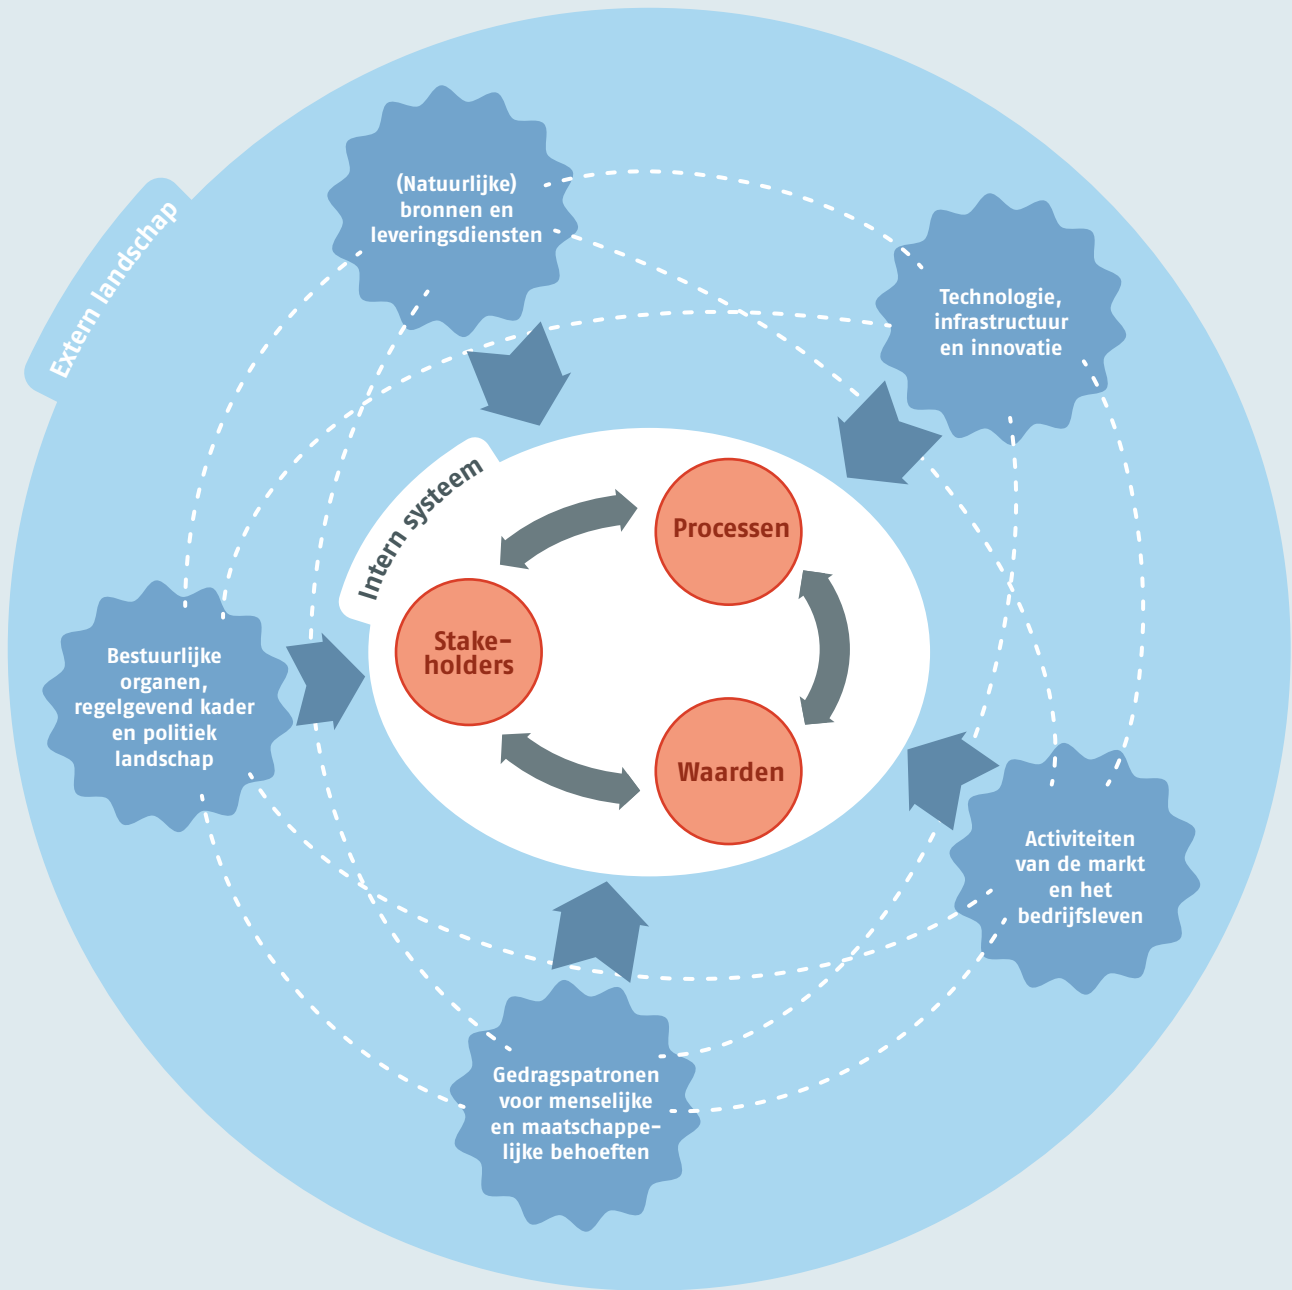 (Natuurlijke)
bronnen en
leveringsdiensten
Extern landschap
Technologie,
infrastructuur
en innovatie
Intern systeem
Processen
Stake-
holders
Waarden
Bestuurlijke
organen,
regelgevend kader
en politiek
landschap
Activiteiten
van de markt
en het
bedrijfsleven
Gedragspatronen
voor menselijke
en maatschappe-
lijke behoeften